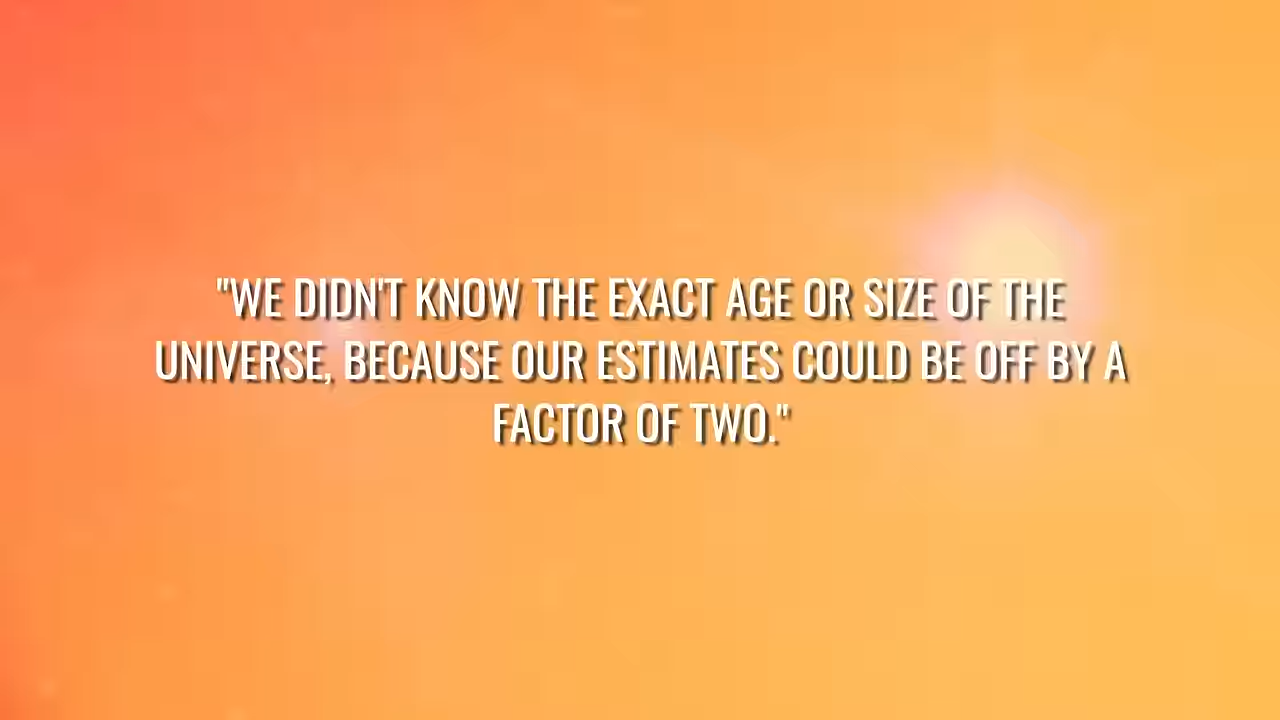 "WE DIDN'T KNOW THE EXACT AGE OR SIZE OF THE
UNIVERSE, BECAUSE OUR ESTIMATES COULD BE OFF BY A
FACTOR OF TWO."